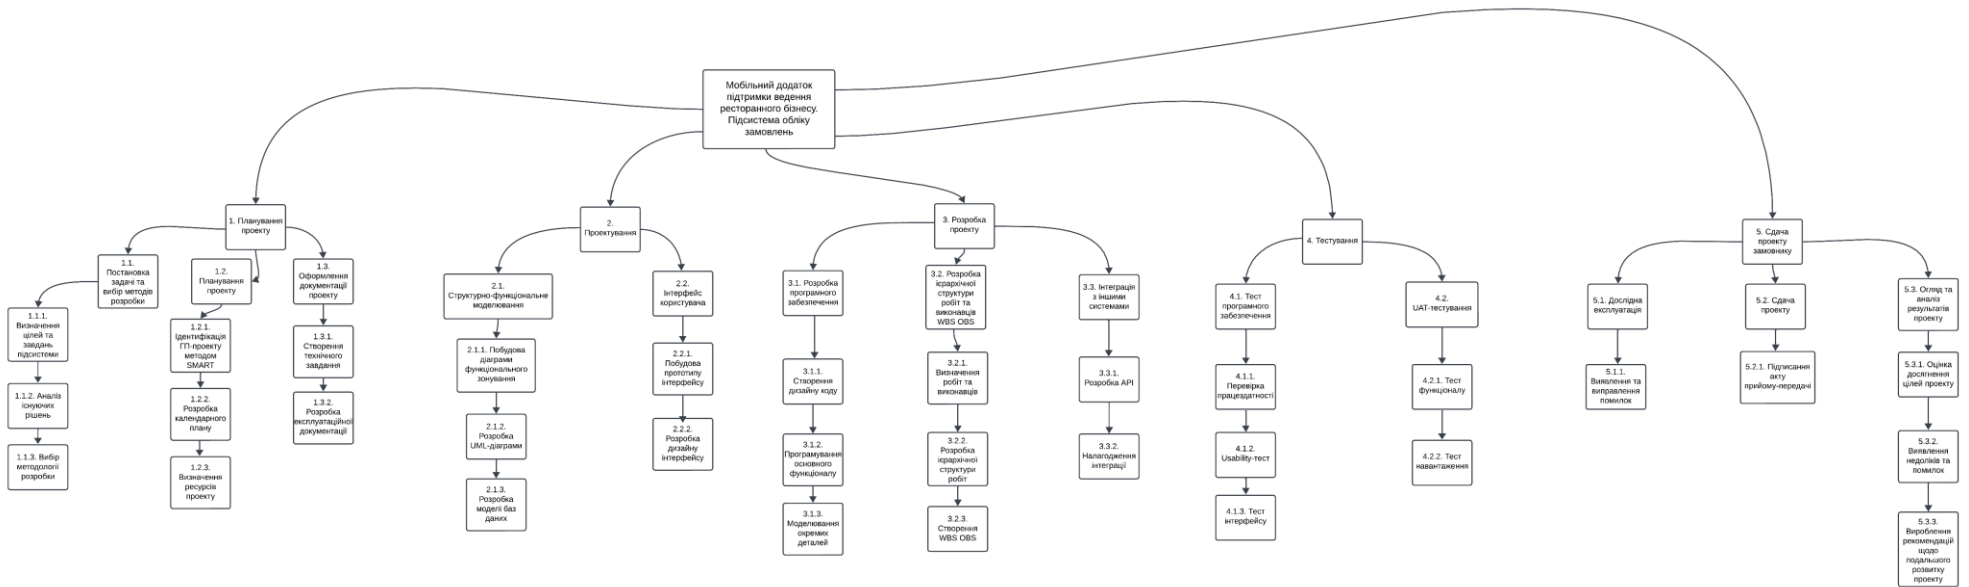 Мобільний додаток
підтримки ведення
ресторанного бізнесу.
Підсистема обліку
замовлень
1. Планування
проекту
1.1.
Постановка
задачі та
вибір методів
розробки
1.1.1.
Визначення
цілей та
завдань
підсистеми
1.1.2. Аналіз
існуючих
рішень
1.1.3. Вибір
методології
розробки
1.2.
Планування
проекту
1.2.1.
Ідентифікація
ІТ-проекту
методом
SMART
1.2.2.
Розробка
календарного
плану
1.2.3.
Визначення
ресурсів
проекту
1.3.
Оформлення
документації
проекту
1.3.1.
Створення
технічного
завдання
1.3.2.
Розробка
експлуатаційної
документації
2.
Проектування
2.1.
Структурно-функціональне
моделювання
2.1.1. Побудова
діаграми
функціонального
зонування
2.1.2.
Розробка
UML-діаграми
2.1.3.
Розробка
моделі баз
даних
2.2.
Інтерфейс
користувача
2.2.1.
Побудова
прототипу
інтерфейсу
2.2.2.
Розробка
дизайну
інтерфейсу
3. Розробка
проекту
3.1. Розробка
програмного
забезпечення
3.1.1.
Створення
дизайну коду
3.1.2.
Програмування
основного
функціоналу
3.1.3.
Моделювання
окремих
деталей
3.2. Розробка
ієрархічної
структури
робіт та
виконавців
WBS OBS
3.2.1.
Визначення
робіт та
виконавців
3.2.2.
Розробка
ієрархічної
структури
робіт
3.2.3.
Створення
WBS OBS
3.3. Інтеграція
з іншими
системами
3.3.1.
Розробка API
3.3.2.
Налагодження
інтеграції
4. Тестування
4.1. Тест
програмного
забезпечення
4.1.1.
Перевірка
працездатності
4.1.2.
Usability-тест
4.1.3. Тест
інтерфейсу
4.2.
UAT-тестування
4.2.1. Тест
функціоналу
4.2.2. Тест
навантаження
5. Сдача
проекту
замовнику
5.1. Дослідна
експлуатація
5.1.1.
Виявлення та
виправлення
помилок
5.2. Сдача
проекту
5.2.1. Підписання
акту
прийому-передачі
5.3. Огляд та
аналіз
результатів
проекту
5.3.1. Оцінка
досягнення
цілей проекту
5.3.2.
Виявлення
недоліків та
помилок
5.3.3.
Вироблення
рекомендацій
щодо
подальшого
розвитку
проекту